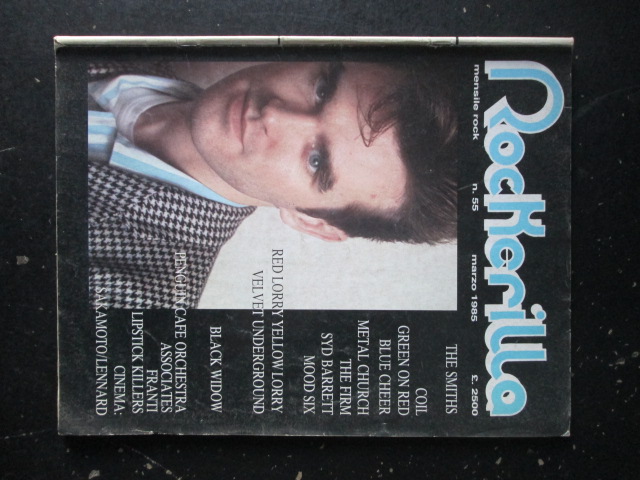 Rockerilla
mensile rock n. 55 marzo 1985 £. 2500
THE SMITHS
COIL
GREEN ON RED
BLUE CHEER
METAL CHURCH
THE FIRM
SYD BARRETT
MOOD SIX
RED LORRY YELLOW LORRY
VELVET UNDERGROUND
BLACK WIDOW
PENGUIN CAFE ORCHESTRA
ASSOCIATES
FRANTI
LIPSTICK KILLERS
CINEMA:
SAKAMOTO/LENNARD